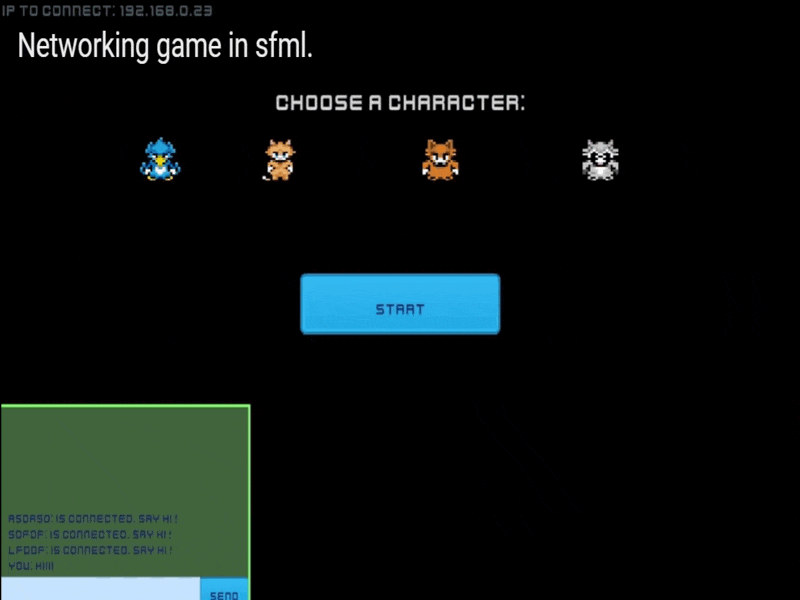 IP TO CONNECT: 192.168.0.23
Networking game in sfml.
CHOOSE A CHARACTER:
START
ASDASD: IS CONNECTED. SAY HI!
SDFDF: IS CONNECTED. SAY HI!
LFDDF: IS CONNECTED. SAY HI!
YOU: HIIII
SEND